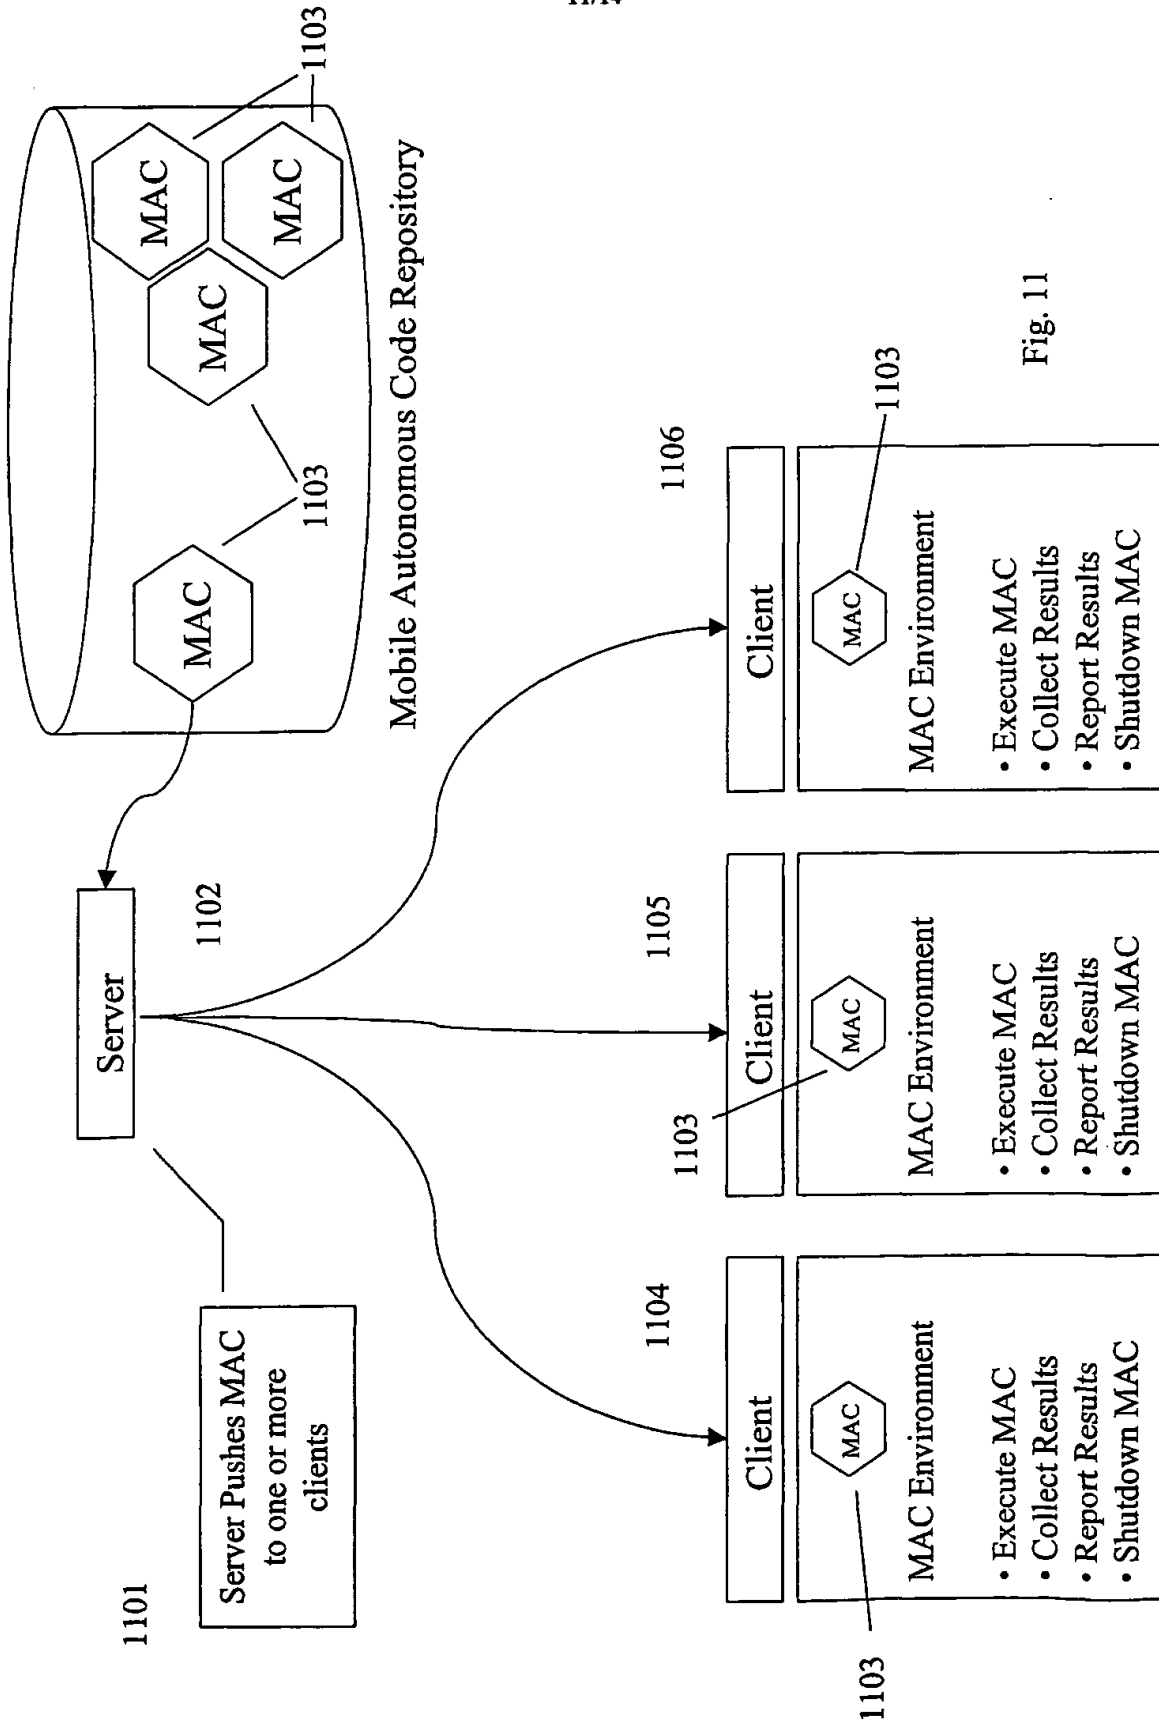 1101
Server Pushes MAC
to one or more
clients
Server
1102
MAC
MAC
MAC
MAC
1103
1103
Mobile Autonomous Code Repository
1104
1105
1106
Client
Client
Client
1103
MAC
1103
MAC
MAC
1103
MAC Environment
• Execute MAC
• Collect Results
• Report Results
• Shutdown MAC
MAC Environment
• Execute MAC
• Collect Results
• Report Results
• Shutdown MAC
MAC Environment
• Execute MAC
• Collect Results
• Report Results
• Shutdown MAC
Fig. 11